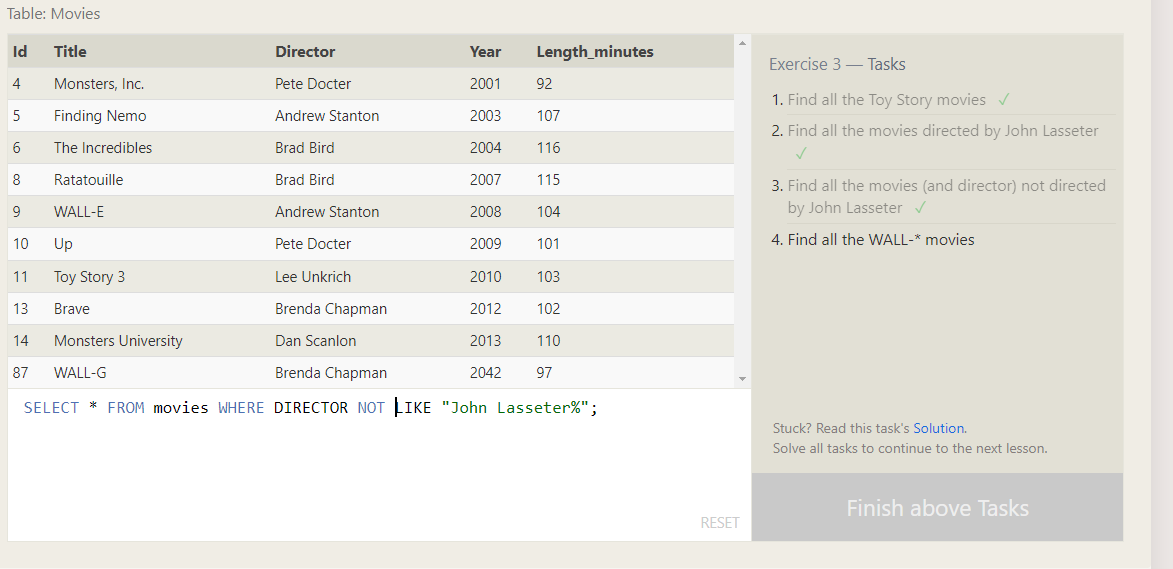 Table: Movies
Id Title Director Year Length_minutes
4 Monsters, Inc. Pete Docter 2001 92
5 Finding Nemo Andrew Stanton 2003 107
6 The Incredibles Brad Bird 2004 116
8 Ratatouille Brad Bird 2007 115
9 WALL-E Andrew Stanton 2008 104
10 Up Pete Docter 2009 101
11 Toy Story 3 Lee Unkrich 2010 103
13 Brave Brenda Chapman 2012 102
14 Monsters University Dan Scanlon 2013 110
87 WALL-G Brenda Chapman 2042 97
SELECT * FROM movies WHERE DIRECTOR NOT LIKE "John Lasseter%";
RESET
Exercise 3 — Tasks
1. Find all the Toy Story movies ✓
2. Find all the movies directed by John Lasseter
✓
3. Find all the movies (and director) not directed
by John Lasseter ✓
4. Find all the WALL-* movies
Stuck? Read this task's Solution.
Solve all tasks to continue to the next lesson.
Finish above Tasks